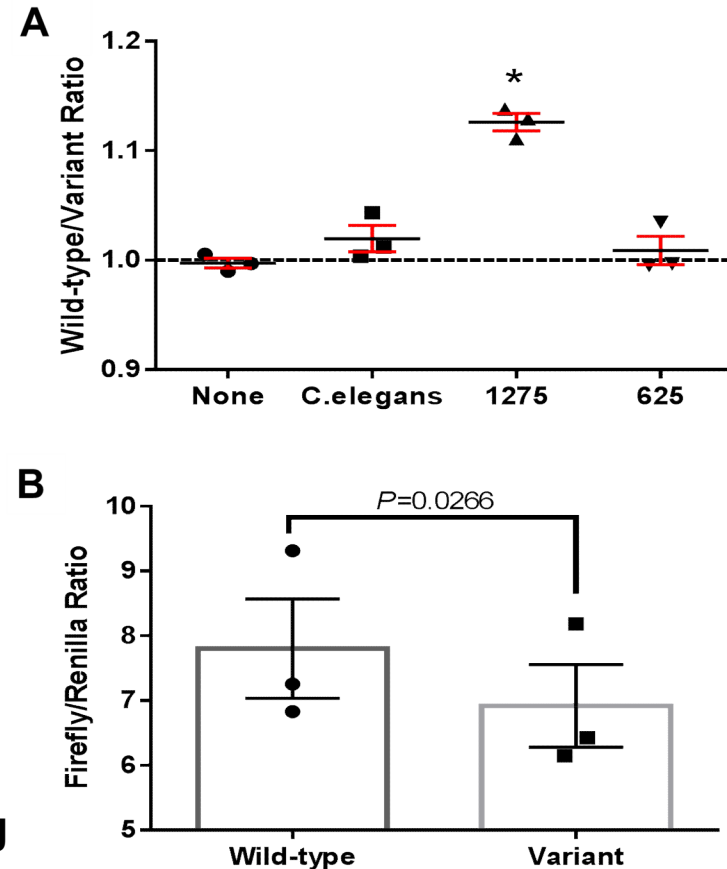 A
Wild-type/Variant Ratio
1.2
1.1
1.0
0.9
*
None C.elegans 1275 625
B
Firefly/Renilla Ratio
10
9
8
7
6
5
P=0.0266
Wild-type Variant